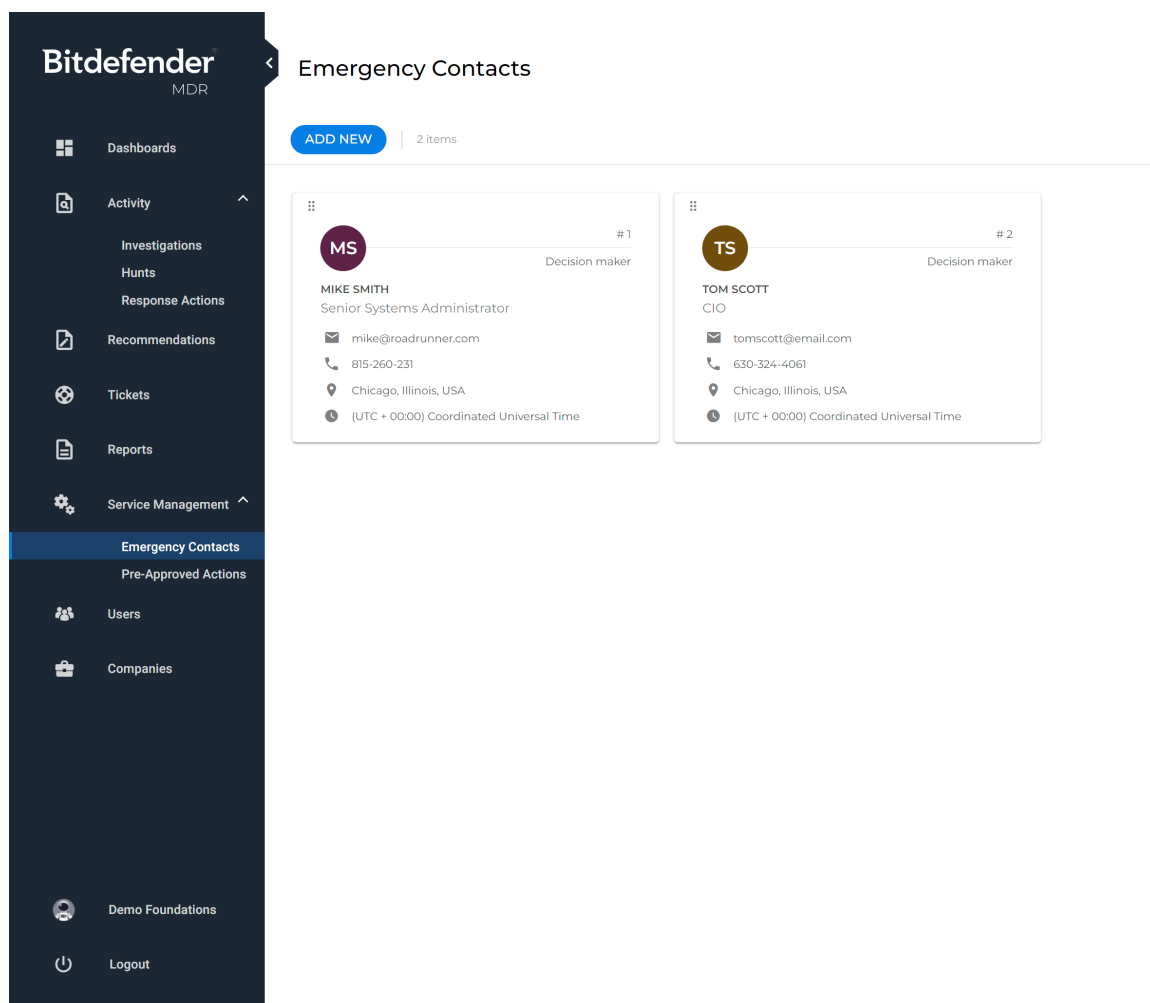 Bitdefender
MDR
Dashboards
Activity
Investigations
Hunts
Response Actions
Recommendations
Tickets
Reports
Service Management
Emergency Contacts
Pre-Approved Actions
Users
Companies
Demo Foundations
Logout
Emergency Contacts
ADD NEW
2 items
MS
# 1
Decision maker
MIKE SMITH
Senior Systems Administrator
mike@roadrunner.com
815-260-231
Chicago, Illinois, USA
(UTC + 00:00) Coordinated Universal Time
TS
# 2
Decision maker
TOM SCOTT
CIO
tomscott@email.com
630-324-4061
Chicago, Illinois, USA
(UTC + 00:00) Coordinated Universal Time